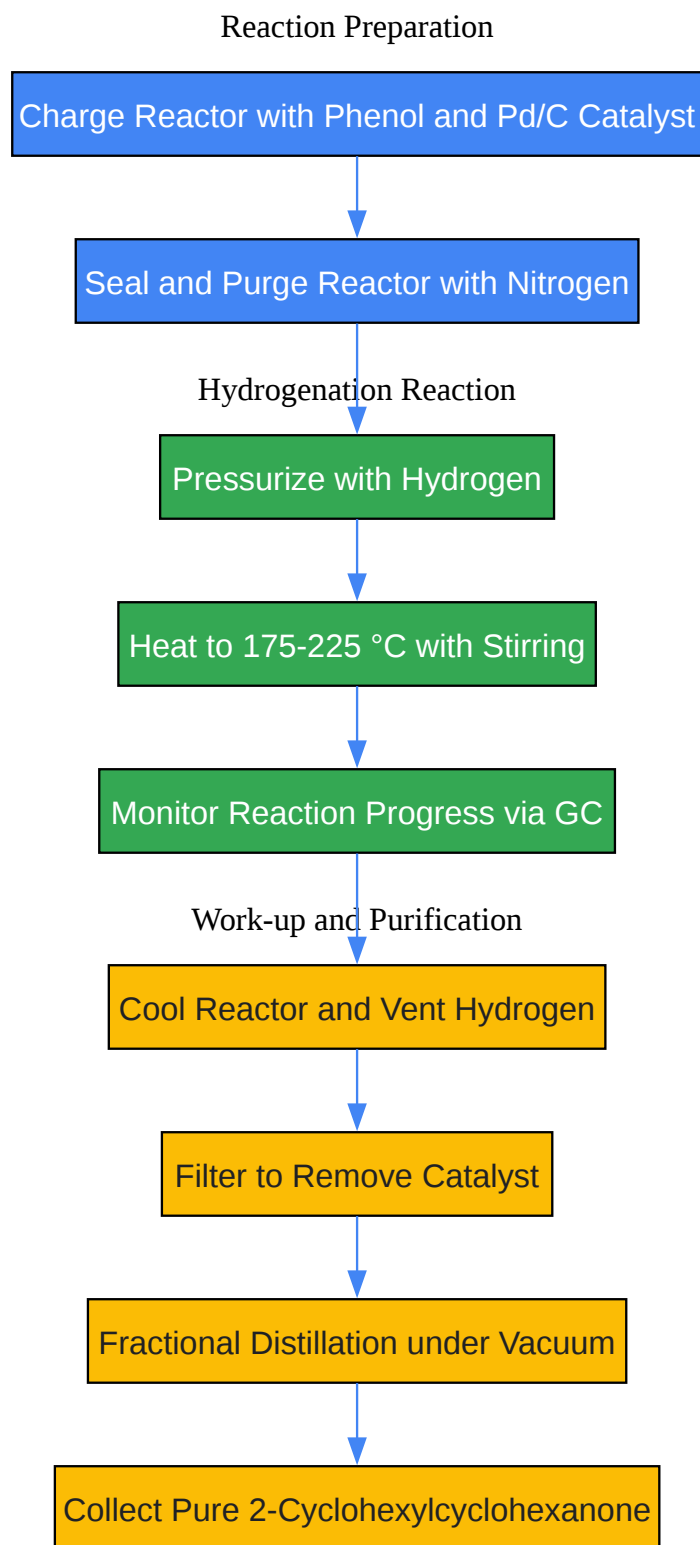 Reaction Preparation
Charge Reactor with Phenol and Pd/C Catalyst
Seal and Purge Reactor with Nitrogen
Hydrogenation Reaction
Pressurize with Hydrogen
Heat to 175-225 °C with Stirring
Monitor Reaction Progress via GC
Work-up and Purification
Cool Reactor and Vent Hydrogen
Filter to Remove Catalyst
Fractional Distillation under Vacuum
Collect Pure 2-Cyclohexylcyclohexanone